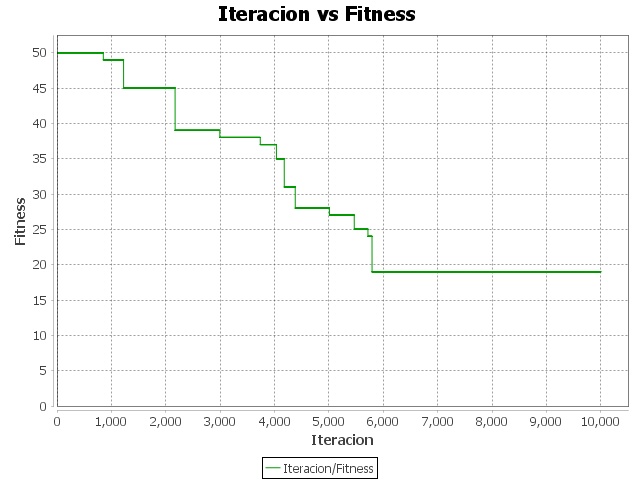 Iteracion vs Fitness
50
45
40
35
30
25
20
15
10
5
0
Fitness
0 1,000 2,000 3,000 4,000 5,000 6,000 7,000 8,000 9,000 10,000
Iteracion
Iteracion/Fitness